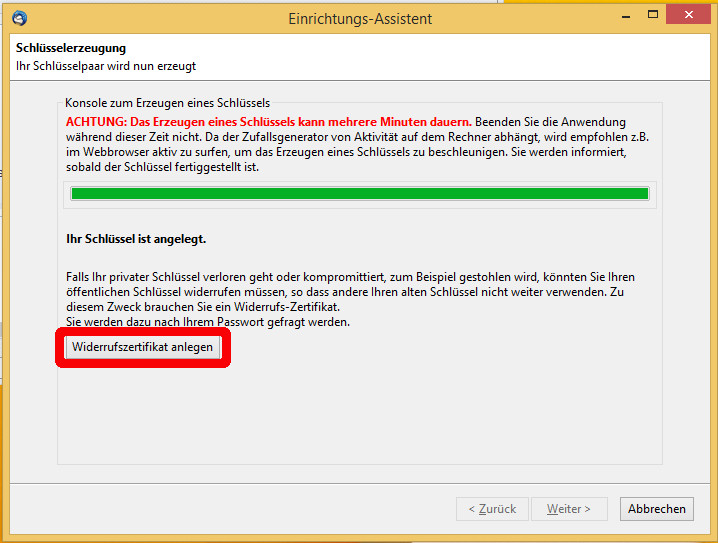 Einrichtungs-Assistent
Schlüsselerzeugung
Ihr Schlüsselpaar wird nun erzeugt
Konsole zum Erzeugen eines Schlüssels
ACHTUNG: Das Erzeugen eines Schlüssels kann mehrere Minuten dauern. Beenden Sie die Anwendung
während dieser Zeit nicht. Da der Zufallsgenerator von Aktivität auf dem Rechner abhängt, wird empfohlen z.B.
im Webbrowser aktiv zu surfen, um das Erzeugen eines Schlüssels zu beschleunigen. Sie werden informiert,
sobald der Schlüssel fertiggestellt ist.
Ihr Schlüssel ist angelegt.
Falls Ihr privater Schlüssel verloren geht oder kompromittiert, zum Beispiel gestohlen wird, könnten Sie Ihren
öffentlichen Schlüssel widerrufen müssen, so dass andere Ihren alten Schlüssel nicht weiter verwenden. Zu
diesem Zweck brauchen Sie ein Widerrufs-Zertifikat.
Sie werden dazu nach Ihrem Passwort gefragt werden.
Widerrufszertifikat anlegen
< Zurück
Weiter >
Abbrechen